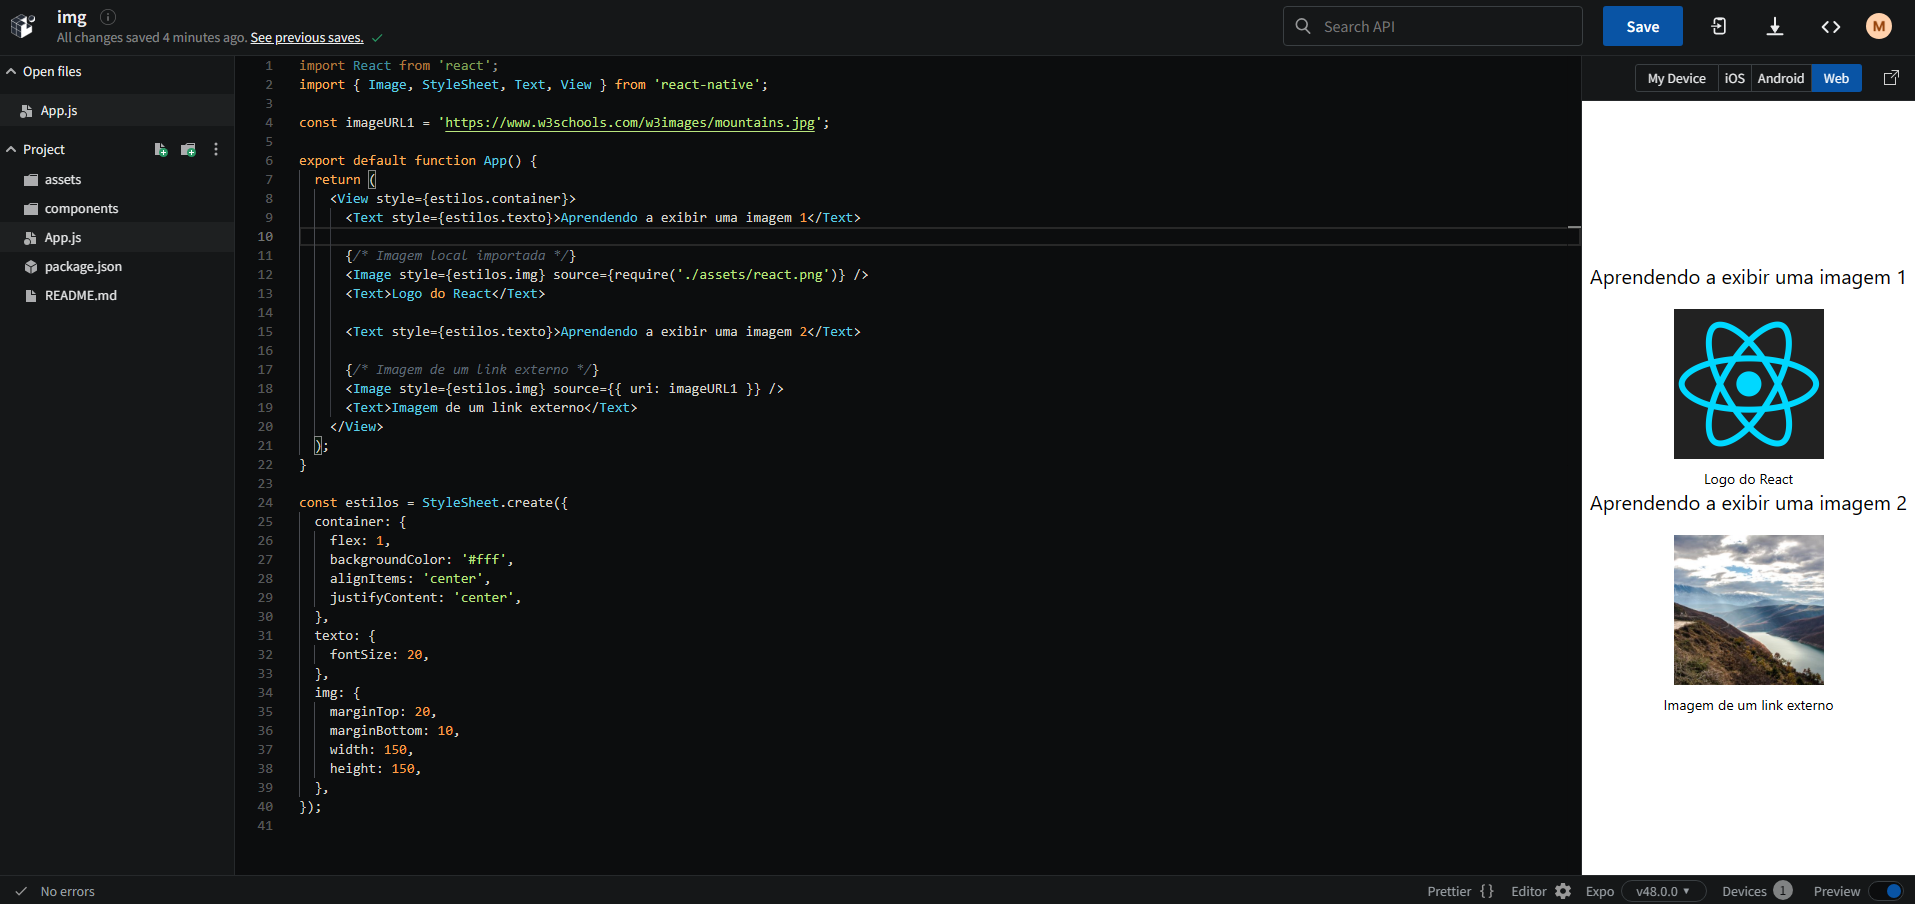 img
All changes saved 4 minutes ago. See previous saves.
Search API
Save
M
Open files
App.js
Project
assets
components
App.js
package.json
README.md
1 import React from 'react';
2 import { Image, StyleSheet, Text, View } from 'react-native';
3
4 const imageURL1 = 'https://www.w3schools.com/w3images/mountains.jpg';
5
6 export default function App() {
7 return (
8 <View style={estilos.container}>
9 <Text style={estilos.texto}>Aprendendo a exibir uma imagem 1</Text>
10
11 {/* Imagem local importada */}
12 <Image style={estilos.img} source={require('./assets/react.png')} />
13 <Text>Logo do React</Text>
14
15 <Text style={estilos.texto}>Aprendendo a exibir uma imagem 2</Text>
16
17 {/* Imagem de um link externo */}
18 <Image style={estilos.img} source={{ uri: imageURL1 }} />
19 <Text>Imagem de um link externo</Text>
20 </View>
21 );
22 }
23
24 const estilos = StyleSheet.create({
25 container: {
26 flex: 1,
27 backgroundColor: '#fff',
28 alignItems: 'center',
29 justifyContent: 'center',
30 },
31 texto: {
32 fontSize: 20,
33 },
34 img: {
35 marginTop: 20,
36 marginBottom: 10,
37 width: 150,
38 height: 150,
39 },
40 });
41
My Device iOS Android Web
Aprendendo a exibir uma imagem 1
Logo do React
Aprendendo a exibir uma imagem 2
Imagem de um link externo
No errors
Prettier {} Editor Expo v48.0.0 Devices 1 Preview